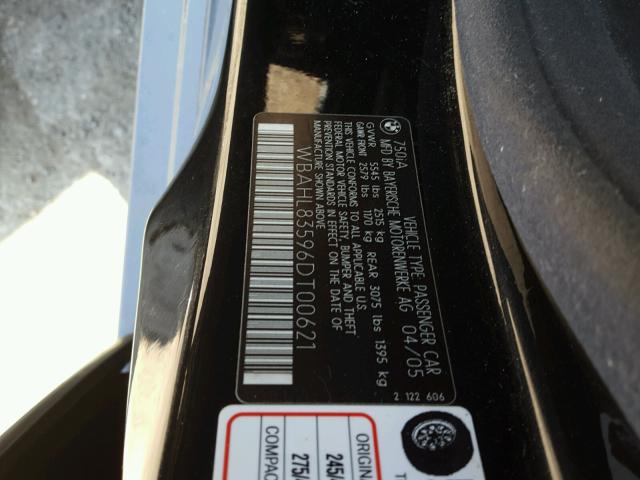 750iA VEHICLE TYPE: PASSENGER CAR
MFD BY BAYERISCHE MOTORENWERKE AG 04/05
GVWR 5545 lbs 2515 kg
GAWR FRONT 2579 lbs 1170 kg REAR 3075 lbs 1395 kg
THIS VEHICLE CONFORMS TO ALL APPLICABLE U.S.
FEDERAL MOTOR VEHICLE SAFETY, BUMPER AND THEFT
PREVENTION STANDARDS IN EFFECT ON THE DATE OF
MANUFACTURE SHOWN ABOVE.
2 122 606
WBAHL83596DT00621
ORIGIN
245/
COMPAC
275/